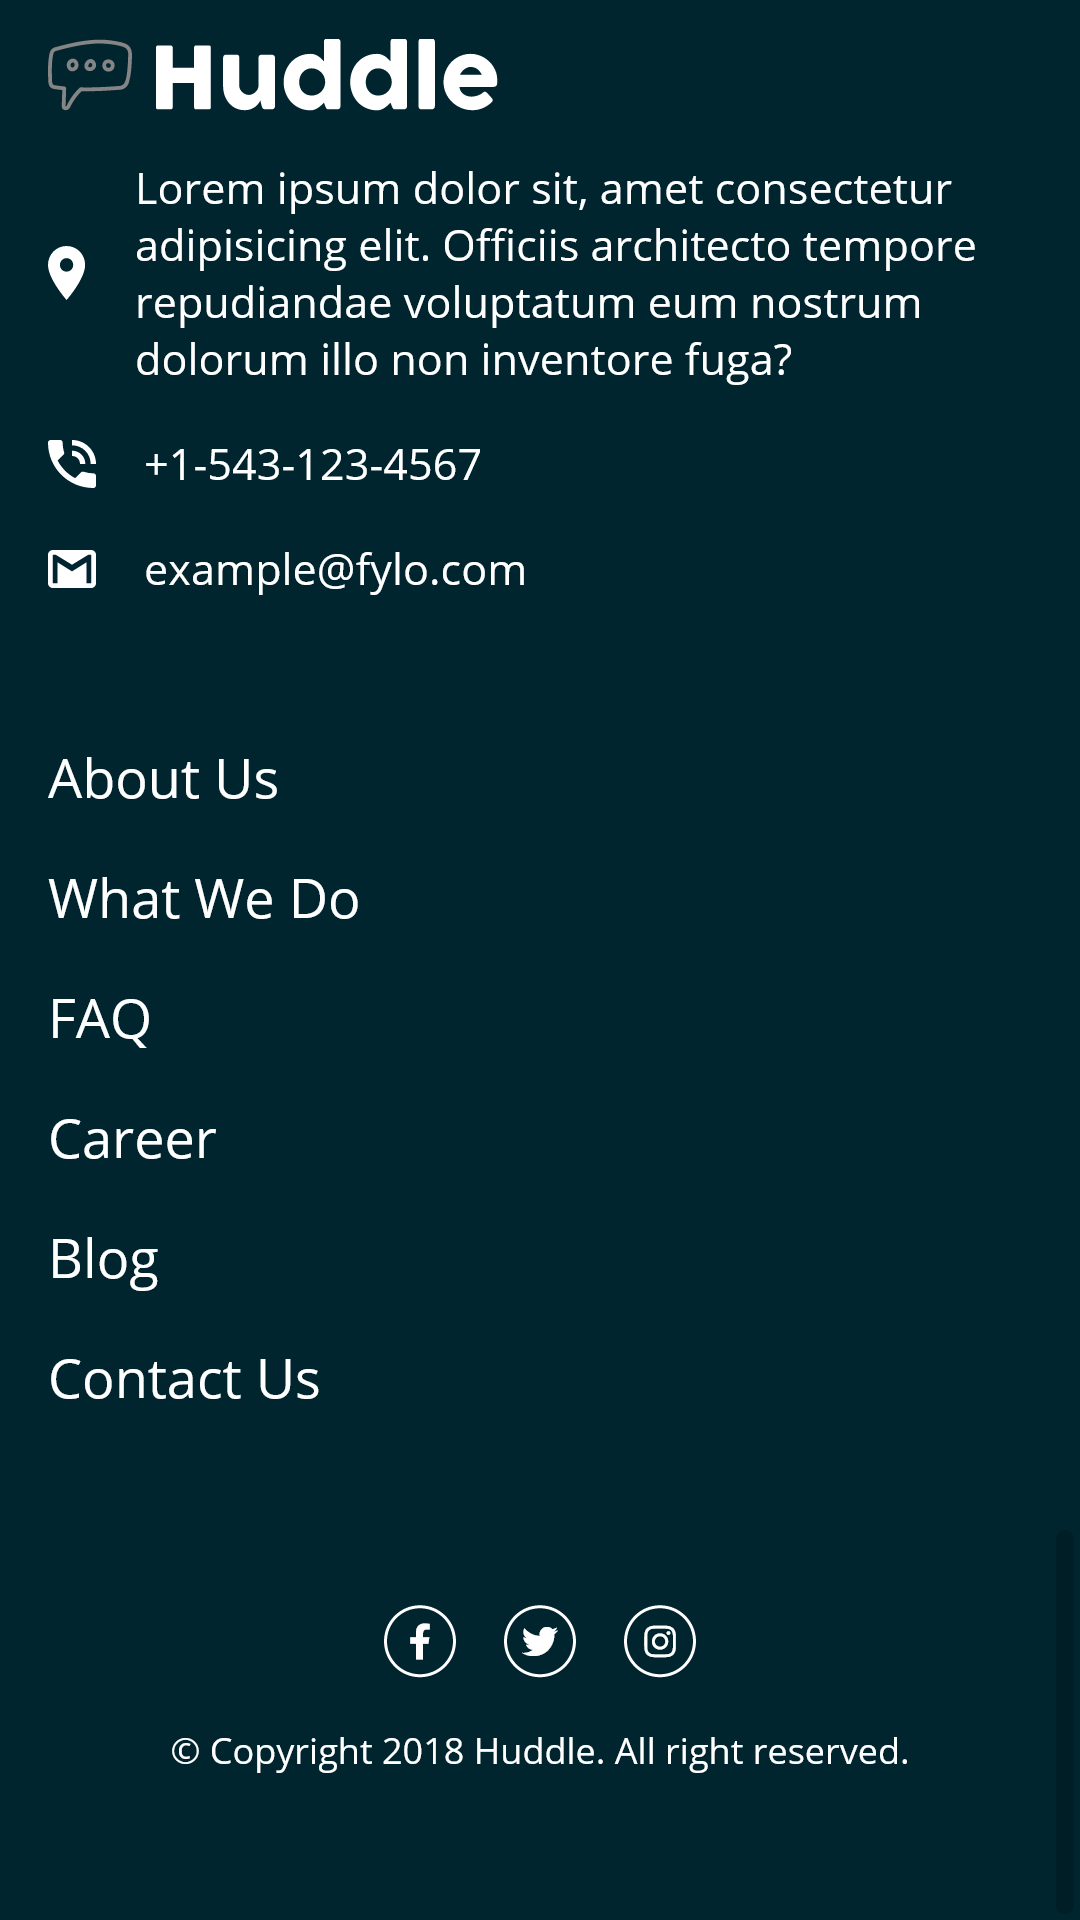 Huddle
Lorem ipsum dolor sit, amet consectetur
adipisicing elit. Officiis architecto tempore
repudiandae voluptatum eum nostrum
dolorum illo non inventore fuga?
+1-543-123-4567
example@fylo.com
About Us
What We Do
FAQ
Career
Blog
Contact Us
© Copyright 2018 Huddle. All right reserved.